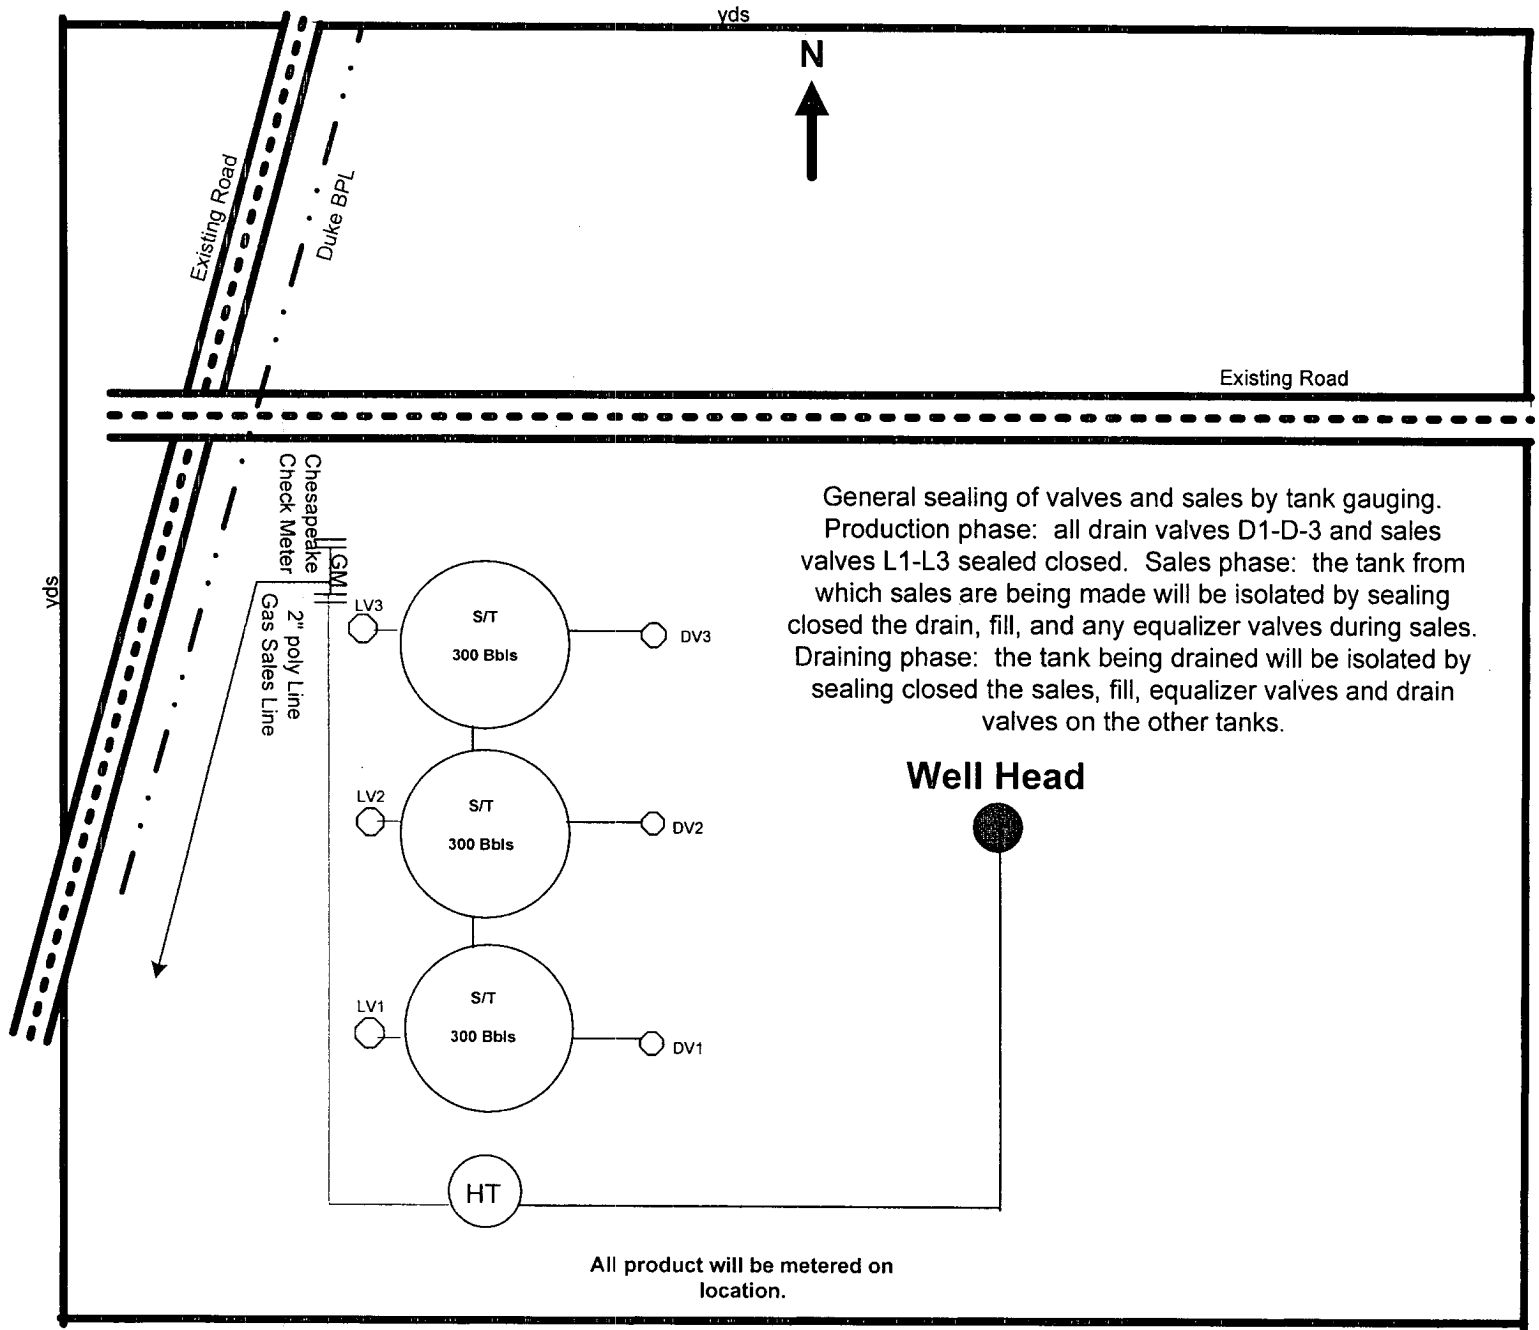 yds
N
Existing Road
Duke BPL
Existing Road
yds
Chesapeake
Check Meter
GM
2" poly Line
Gas Sales Line
General sealing of valves and sales by tank gauging.
Production phase: all drain valves D1-D-3 and sales
valves L1-L3 sealed closed. Sales phase: the tank from
which sales are being made will be isolated by sealing
closed the drain, fill, and any equalizer valves during sales.
Draining phase: the tank being drained will be isolated by
sealing closed the sales, fill, equalizer valves and drain
valves on the other tanks.
LV3
S/T
300 Bbls
DV3
Well Head
LV2
S/T
300 Bbls
DV2
LV1
S/T
300 Bbls
DV1
HT
All product will be metered on
location.